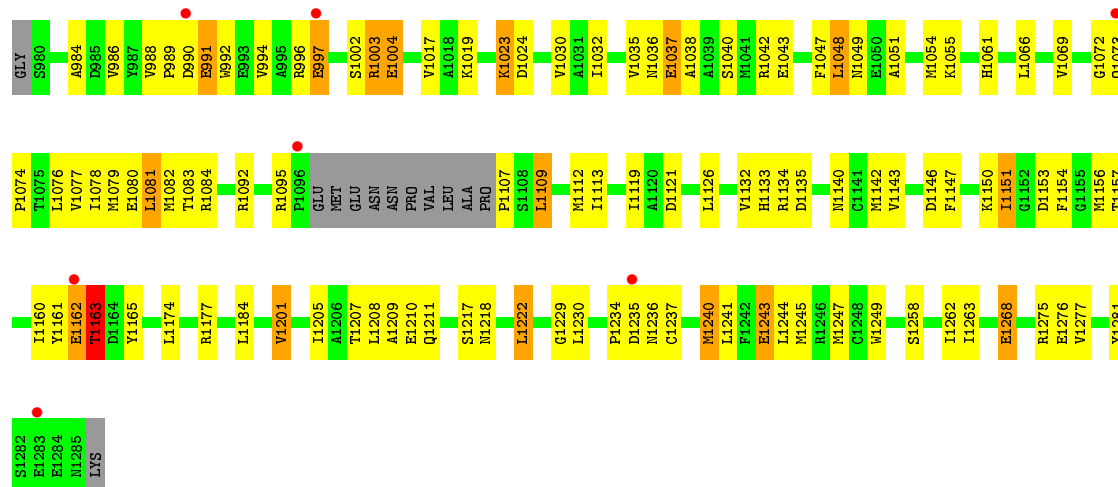 GLY S980 A984 D985 V986 Y987 V988 P989 D990 E991 W992 E993 V994 A995 R996 E997 S1002 R1003 E1004 V1017 A1018 K1019 K1023 D1024 V1030 A1031 I1032 V1035 N1036 E1037 A1038 A1039 S1040 M1041 R1042 E1043 F1047 L1048 N1049 E1050 A1051 M1054 K1055 H1061 L1066 V1069 G1072
P1074 T1075 L1076 V1077 I1078 M1079 E1080 L1081 M1082 T1083 R1084 R1092 R1095 P1096 GLU MET GLU ASN ASN PRO VAL LEU ALA PRO P1107 S1108 L1109 M1112 I1113 I1119 A1120 D1121 L1126 V1132 H1133 R1134 D1135 N1140 C1141 M1142 V1143 D1146 F1147 K1150 I1151 G1152 D1153 F1154 G1155 M1156 T1157
I1160 Y1161 E1162 T1163 D1164 Y1165 L1174 R1177 L1184 V1201 I1205 A1206 T1207 L1208 A1209 E1210 Q1211 S1217 N1218 L1222 G1229 L1230 P1234 D1235 N1236 C1237 M1240 L1241 F1242 E1243 L1244 M1245 R1246 M1247 C1248 W1249 S1258 I1262 I1263 E1268 R1275 E1276 V1277
S1282 E1283 E1284 N1285 LYS